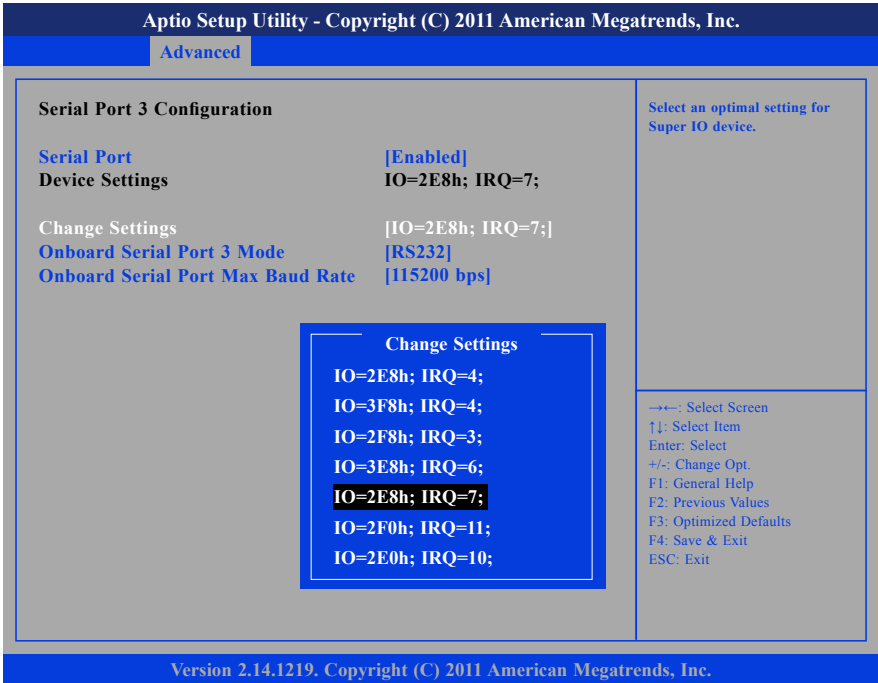 Aptio Setup Utility - Copyright (C) 2011 American Megatrends, Inc.
Advanced
Serial Port 3 Configuration
Serial Port [Enabled]
Device Settings IO=2E8h; IRQ=7;
Change Settings [IO=2E8h; IRQ=7;]
Onboard Serial Port 3 Mode [RS232]
Onboard Serial Port Max Baud Rate [115200 bps]
Change Settings
IO=2E8h; IRQ=4;
IO=3F8h; IRQ=4;
IO=2F8h; IRQ=3;
IO=3E8h; IRQ=6;
IO=2E8h; IRQ=7;
IO=2F0h; IRQ=11;
IO=2E0h; IRQ=10;
Select an optimal setting for
Super IO device.
→←: Select Screen
↑↓: Select Item
Enter: Select
+/-: Change Opt.
F1: General Help
F2: Previous Values
F3: Optimized Defaults
F4: Save & Exit
ESC: Exit
Version 2.14.1219. Copyright (C) 2011 American Megatrends, Inc.